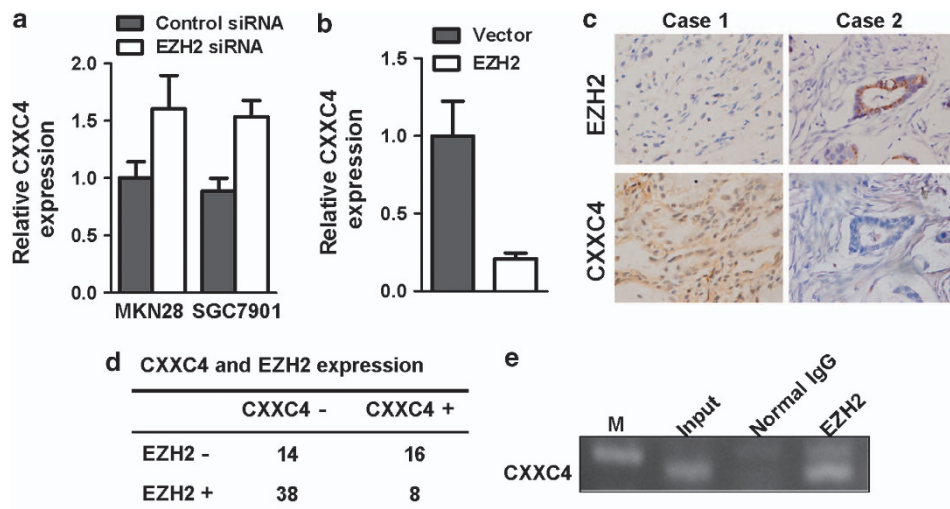 a
Control siRNA
EZH2 siRNA
Relative CXXC4 expression
2.0
1.5
1.0
0.5
0.0
MKN28 SGC7901
b
Vector
EZH2
Relative CXXC4 expression
1.5
1.0
0.5
0.0
c
Case 1 Case 2
EZH2
CXXC4
d CXXC4 and EZH2 expression
CXXC4 - CXXC4 +
EZH2 - 14 16
EZH2 + 38 8
e
M Input Normal IgG EZH2
CXXC4